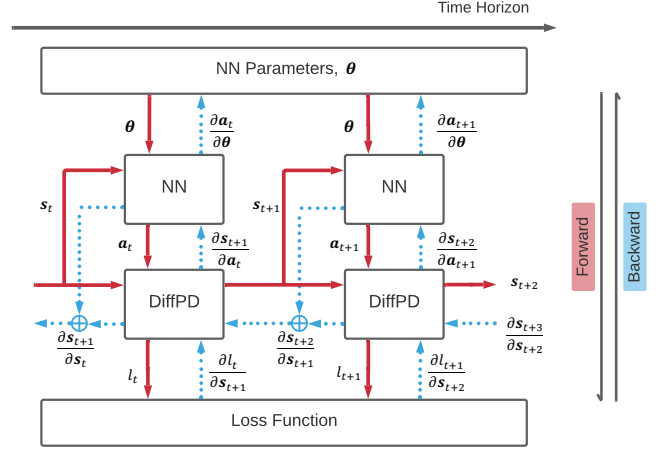 Time Horizon
NN Parameters, θ
θ
∂a_t/∂θ
θ
∂a_{t+1}/∂θ
NN
NN
s_t
s_{t+1}
a_t
∂s_{t+1}/∂a_t
a_{t+1}
∂s_{t+2}/∂a_{t+1}
Forward
Backward
DiffPD
DiffPD
s_{t+2}
∂s_{t+1}/∂s_t
∂s_{t+2}/∂s_{t+1}
∂s_{t+3}/∂s_{t+2}
l_t
∂l_t/∂s_{t+1}
l_{t+1}
∂l_{t+1}/∂s_{t+2}
Loss Function